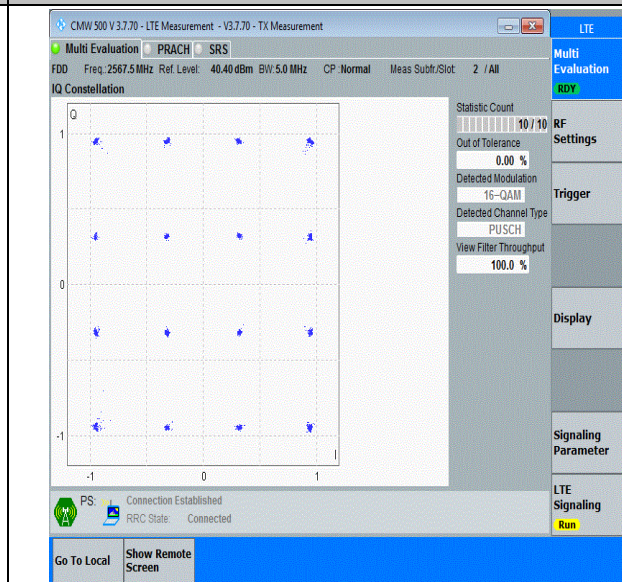 CMW 500 V 3.7.70 - LTE Measurement - V3.7.70 - TX Measurement
LTE
Multi Evaluation PRACH SRS
Multi
Evaluation
RDY
FDD Freq.: 2567.5 MHz Ref. Level: 40.40 dBm BW: 5.0 MHz CP : Normal Meas Subfr./Slot: 2 / All
IQ Constellation
Statistic Count
10 / 10
Out of Tolerance
0.00 %
Detected Modulation
16-QAM
Detected Channel Type
PUSCH
View Filter Throughput
100.0 %
Q
1
0
-1
I
-1 0 1
RF
Settings
Trigger
Display
Signaling
Parameter
LTE
Signaling
Run
PS: Connection Established
RRC State: Connected
Go To Local
Show Remote
Screen